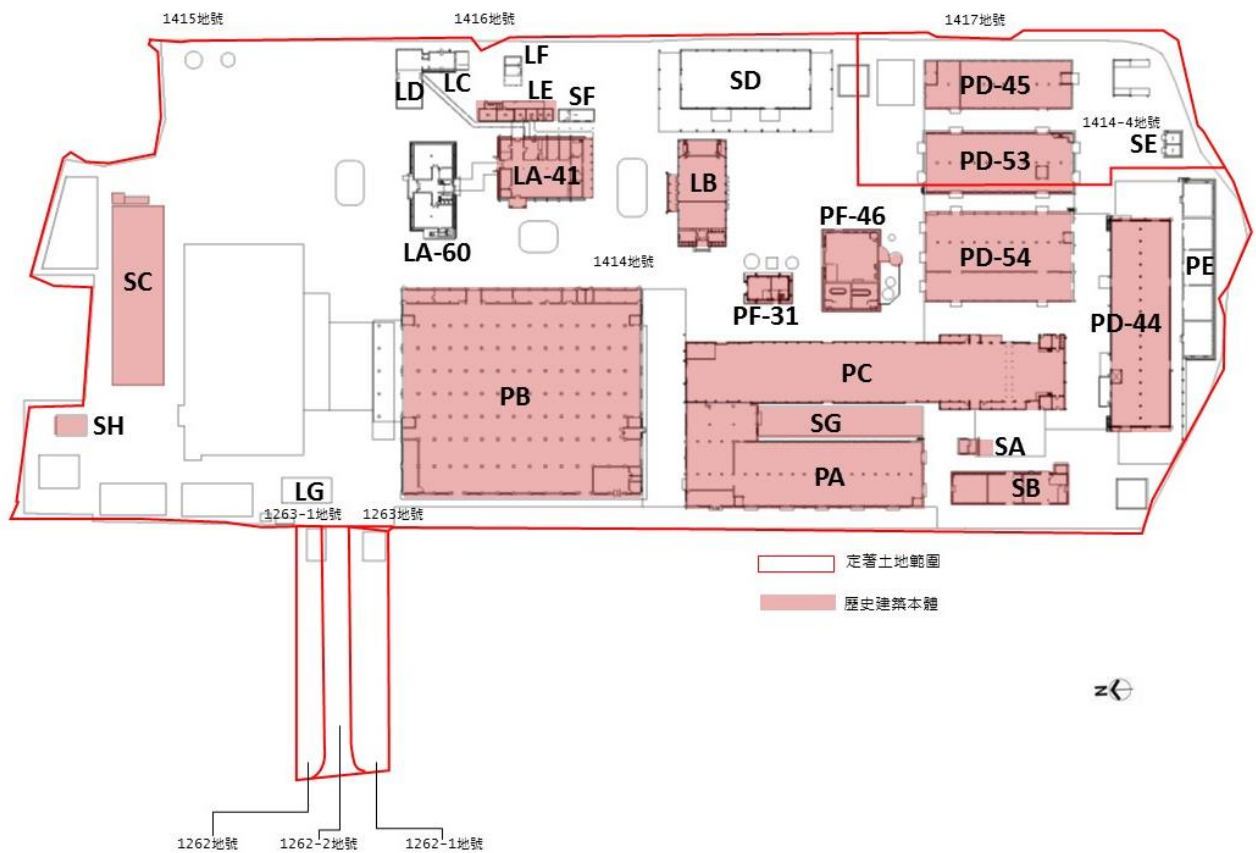 1415地號
1416地號
1417地號
LF
LC
LD
LE
SF
SD
PD-45
1414-4地號
SE
PD-53
LA-41
LB
LA-60
PF-46
PD-54
PE
SC
1414地號
PF-31
PD-44
PC
PB
SG
SH
SA
PA
SB
LG
1263-1地號
1263地號
定著土地範圍
歷史建築本體
N
1262地號
1262-2地號
1262-1地號